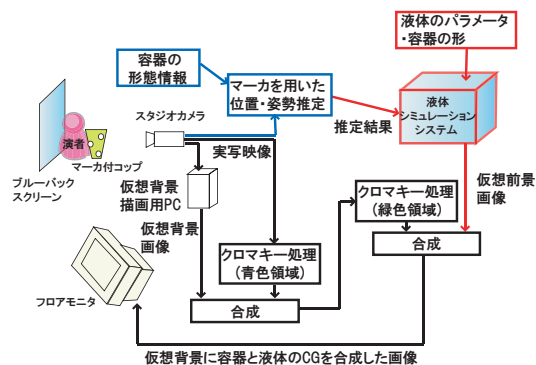 液体のパラメータ
・容器の形
容器の
形態情報
マーカを用いた
位置・姿勢推定
液体
シミュレーション
システム
推定結果
スタジオカメラ
演者
マーカ付コップ
実写映像
ブルーバック
スクリーン
仮想背景
描画用PC
クロマキー処理
(緑色領域)
仮想前景
画像
仮想背景
画像
クロマキー処理
(青色領域)
合成
フロアモニタ
合成
仮想背景に容器と液体のCGを合成した画像